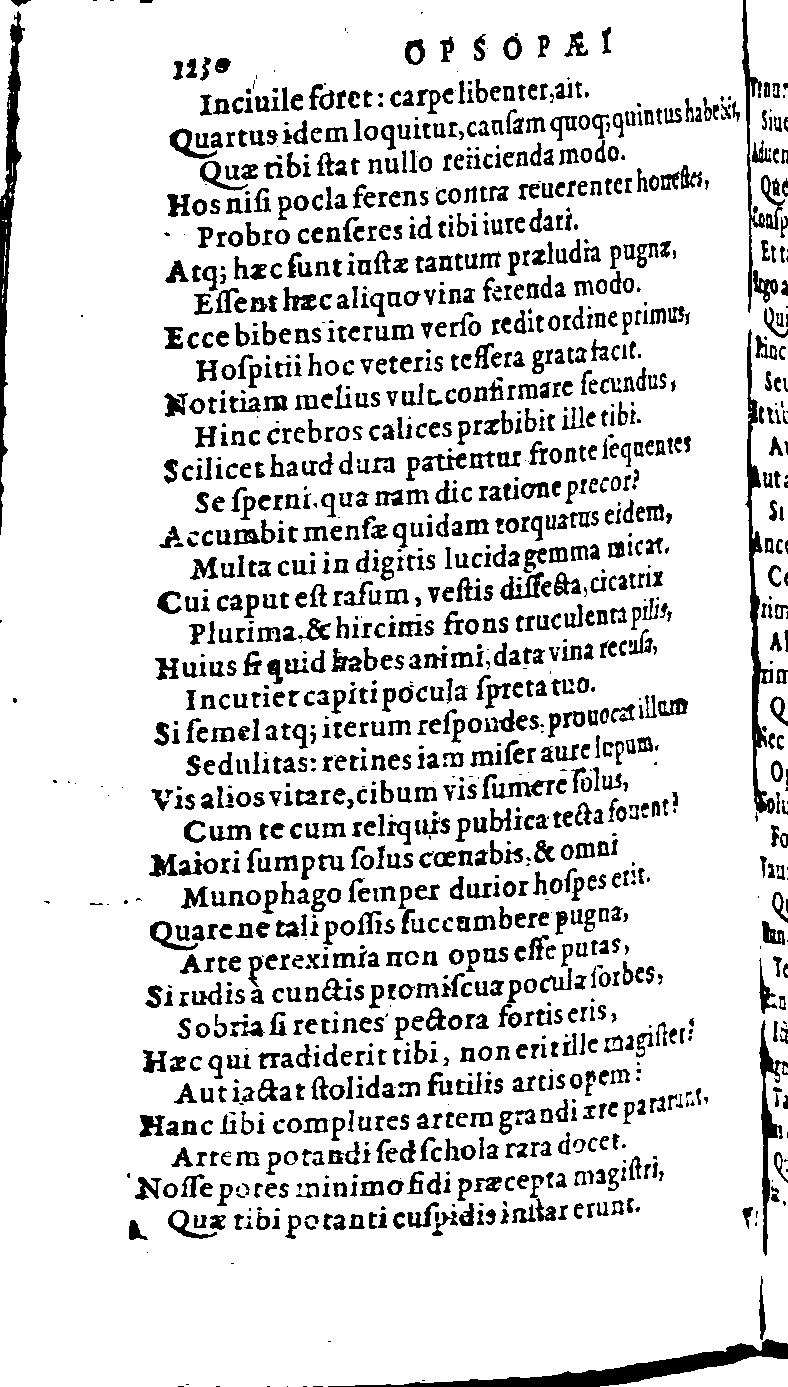 1250 OPSOPÆI
Inciuile foret: carpe libenter, ait.
Quartus idem loquitur, causam quoq; quintus habebit,
Quæ tibi stat nullo reiicienda modo.
Hos nisi pocla ferens contra reuerenter honestes,
Probro censeres id tibi iure dari.
Atq; hæc sunt iustæ tantum præludia pugnæ,
Essent hæc aliquo vina ferenda modo.
Ecce bibens iterum verso redit ordine primus,
Hospitii hoc veteris tessera grata facit.
Notitiam melius vult confirmare secundus,
Hinc crebros calices præbibit ille tibi.
Scilicet haud dura patientur fronte sequentes
Se sperni. qua nam dic ratione precor?
Accumbit mensæ quidam torquatus eidem,
Multa cui in digitis lucida gemma micat.
Cui caput est rasum, vestis dissecta, cicatrix
Plurima, & hircinis frons truculenta pilis,
Huius si quid habes animi, data vina recusa,
Incutiet capiti pocula spreta tuo.
Si semel atq; iterum respondes, prouocat illum
Sedulitas: retines iam miser aure lupum.
Vis alios vitare, cibum vis sumere solus,
Cum te cum reliquis publica tecta fouent?
Maiori sumptu solus cœnabis, & omni
Munophago semper durior hospes erit.
Quare ne tali possis succumbere pugna,
Arte pereximia non opus esse putas,
Si rudis à cunctis promiscua pocula sorbes,
Sobria si retines pectora fortis eris,
Hæc qui tradiderit tibi, non erit ille magister?
Aut iactat stolidam futilis artis opem?
Hanc sibi complures artem grandi ære pararunt,
Artem potandi sed schola rara docet.
Nosse potes minimo fidi præcepta magistri,
Quæ tibi potanti cuspidis instar erunt.